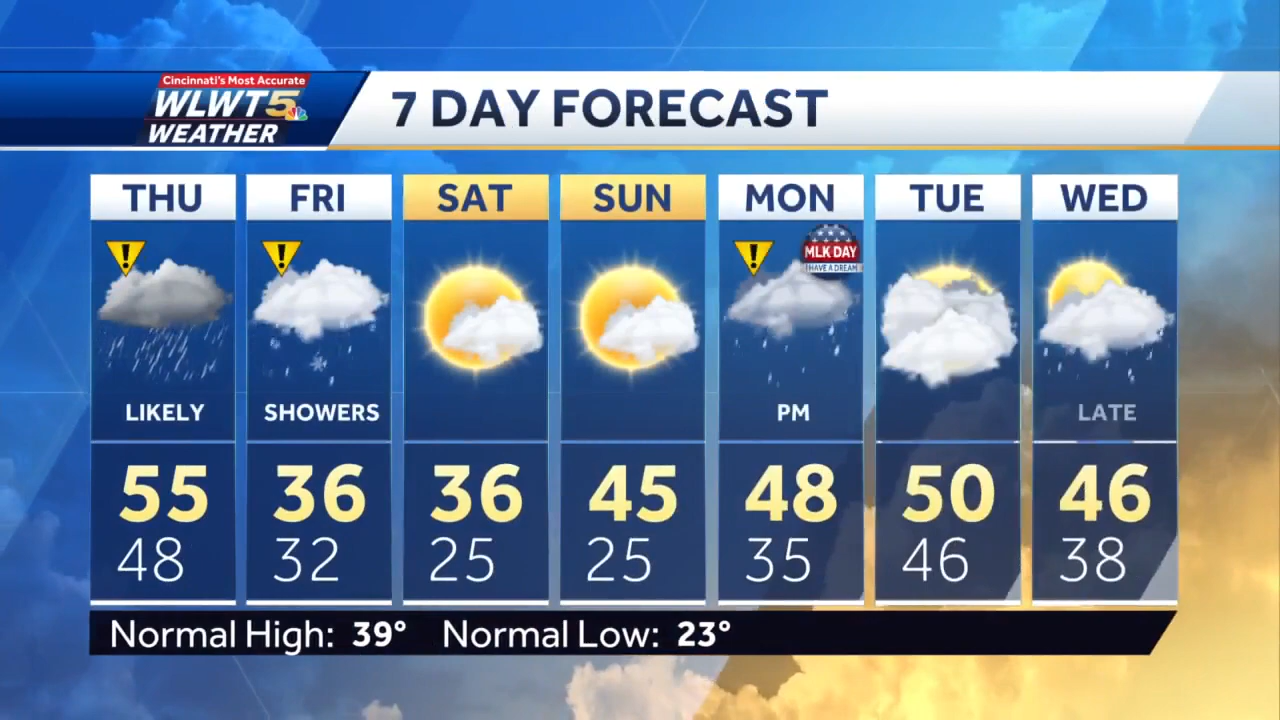 Cincinnati's Most Accurate
WLWT5
WEATHER
7 DAY FORECAST
THU FRI SAT SUN MON TUE WED
! ! !
MLK DAY
I HAVE A DREAM
LIKELY SHOWERS PM LATE
55 36 36 45 48 50 46
48 32 25 25 35 46 38
Normal High: 39° Normal Low: 23°